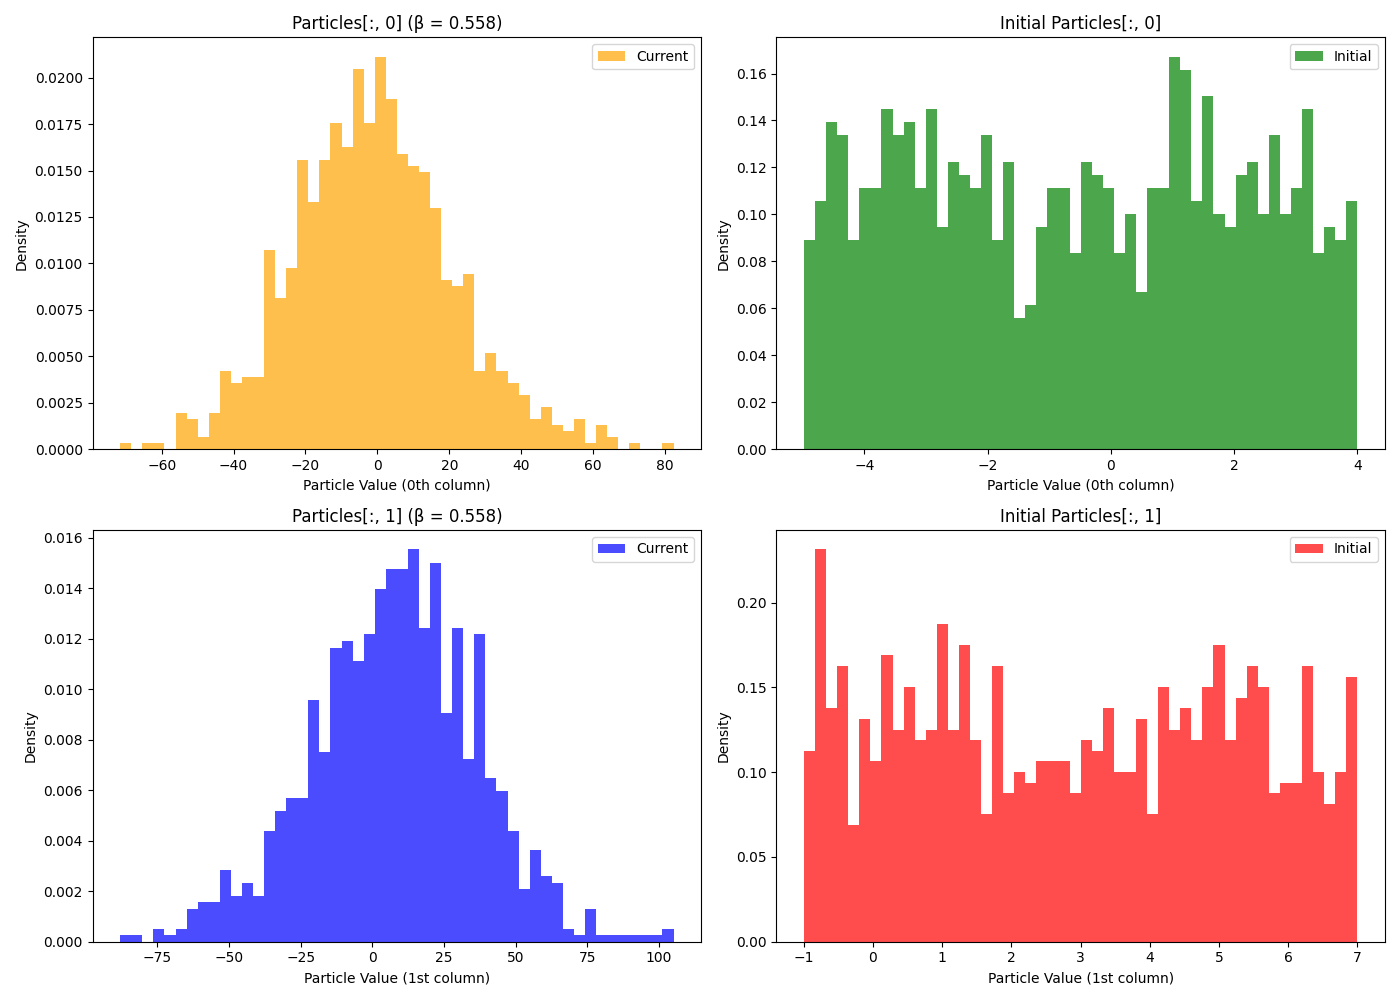 Particles[:, 0] (β = 0.558)
Current
0.0200
0.0175
0.0150
0.0125
0.0100
0.0075
0.0050
0.0025
0.0000
Density
−60 −40 −20 0 20 40 60 80
Particle Value (0th column)
Initial Particles[:, 0]
Initial
0.16
0.14
0.12
0.10
0.08
0.06
0.04
0.02
0.00
Density
−4 −2 0 2 4
Particle Value (0th column)
Particles[:, 1] (β = 0.558)
Current
0.016
0.014
0.012
0.010
0.008
0.006
0.004
0.002
0.000
Density
−75 −50 −25 0 25 50 75 100
Particle Value (1st column)
Initial Particles[:, 1]
Initial
0.20
0.15
0.10
0.05
0.00
Density
−1 0 1 2 3 4 5 6 7
Particle Value (1st column)